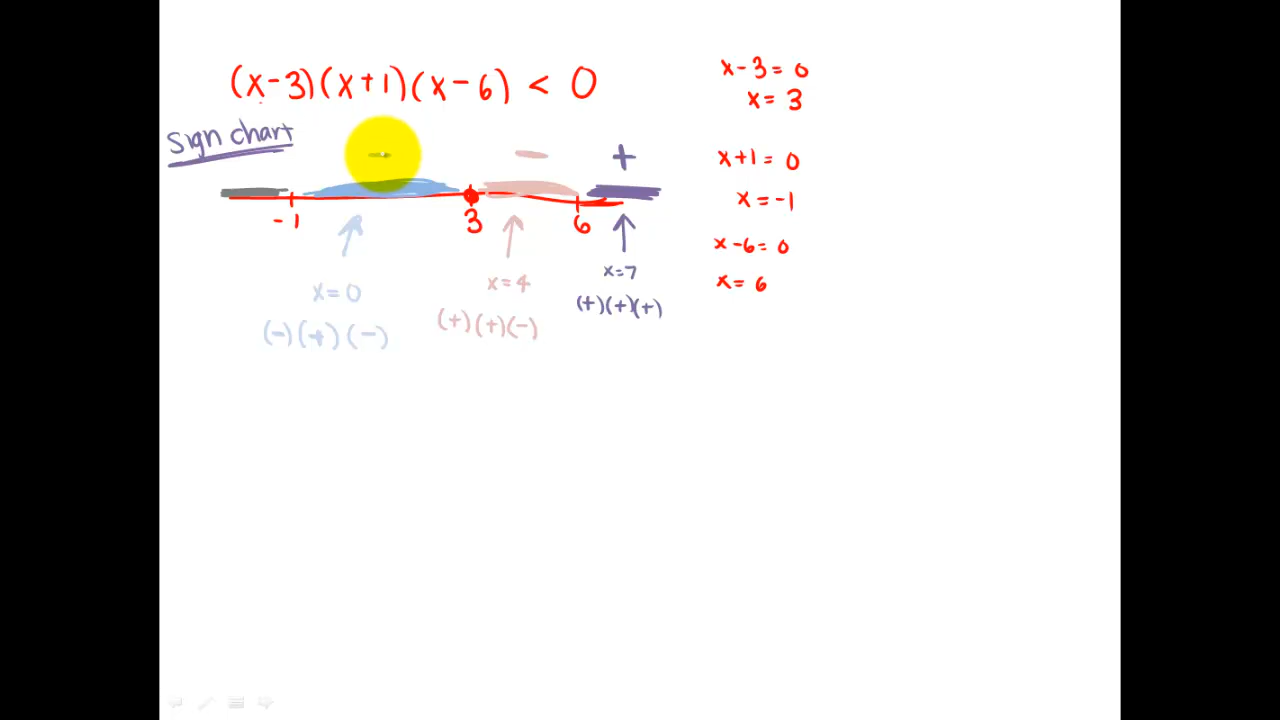 (x-3)(x+1)(x-6) < 0
Sign chart
- - +
-1 3 6
x=0 x=4 x=7
(-)(+)(-) (+)(+)(-) (+)(+)(+)
x-3=0
x=3
x+1=0
x=-1
x-6=0
x=6